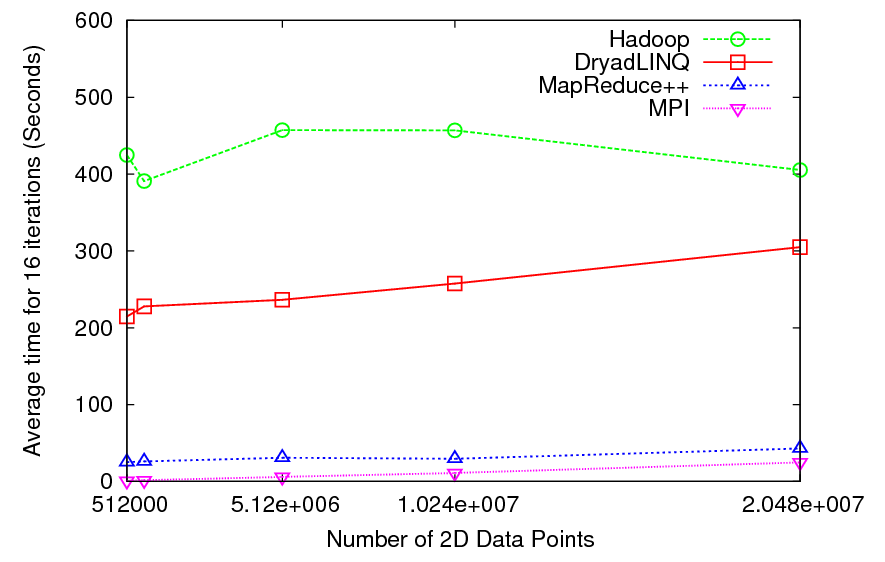 600
500
400
300
200
100
0
Average time for 16 iterations (Seconds)
Hadoop
DryadLINQ
MapReduce++
MPI
512000 5.12e+006 1.024e+007 2.048e+007
Number of 2D Data Points